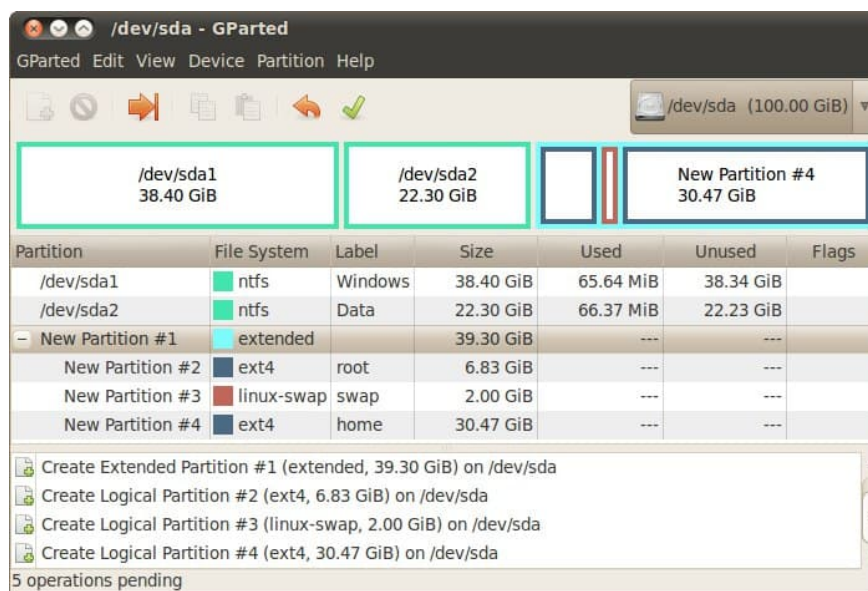 /dev/sda - GParted
GParted Edit View Device Partition Help
/dev/sda (100.00 GiB)
/dev/sda1
38.40 GiB
/dev/sda2
22.30 GiB
New Partition #4
30.47 GiB
Partition File System Label Size Used Unused Flags
/dev/sda1 ntfs Windows 38.40 GiB 65.64 MiB 38.34 GiB
/dev/sda2 ntfs Data 22.30 GiB 66.37 MiB 22.23 GiB
New Partition #1 extended 39.30 GiB --- ---
New Partition #2 ext4 root 6.83 GiB --- ---
New Partition #3 linux-swap swap 2.00 GiB --- ---
New Partition #4 ext4 home 30.47 GiB --- ---
Create Extended Partition #1 (extended, 39.30 GiB) on /dev/sda
Create Logical Partition #2 (ext4, 6.83 GiB) on /dev/sda
Create Logical Partition #3 (linux-swap, 2.00 GiB) on /dev/sda
Create Logical Partition #4 (ext4, 30.47 GiB) on /dev/sda
5 operations pending